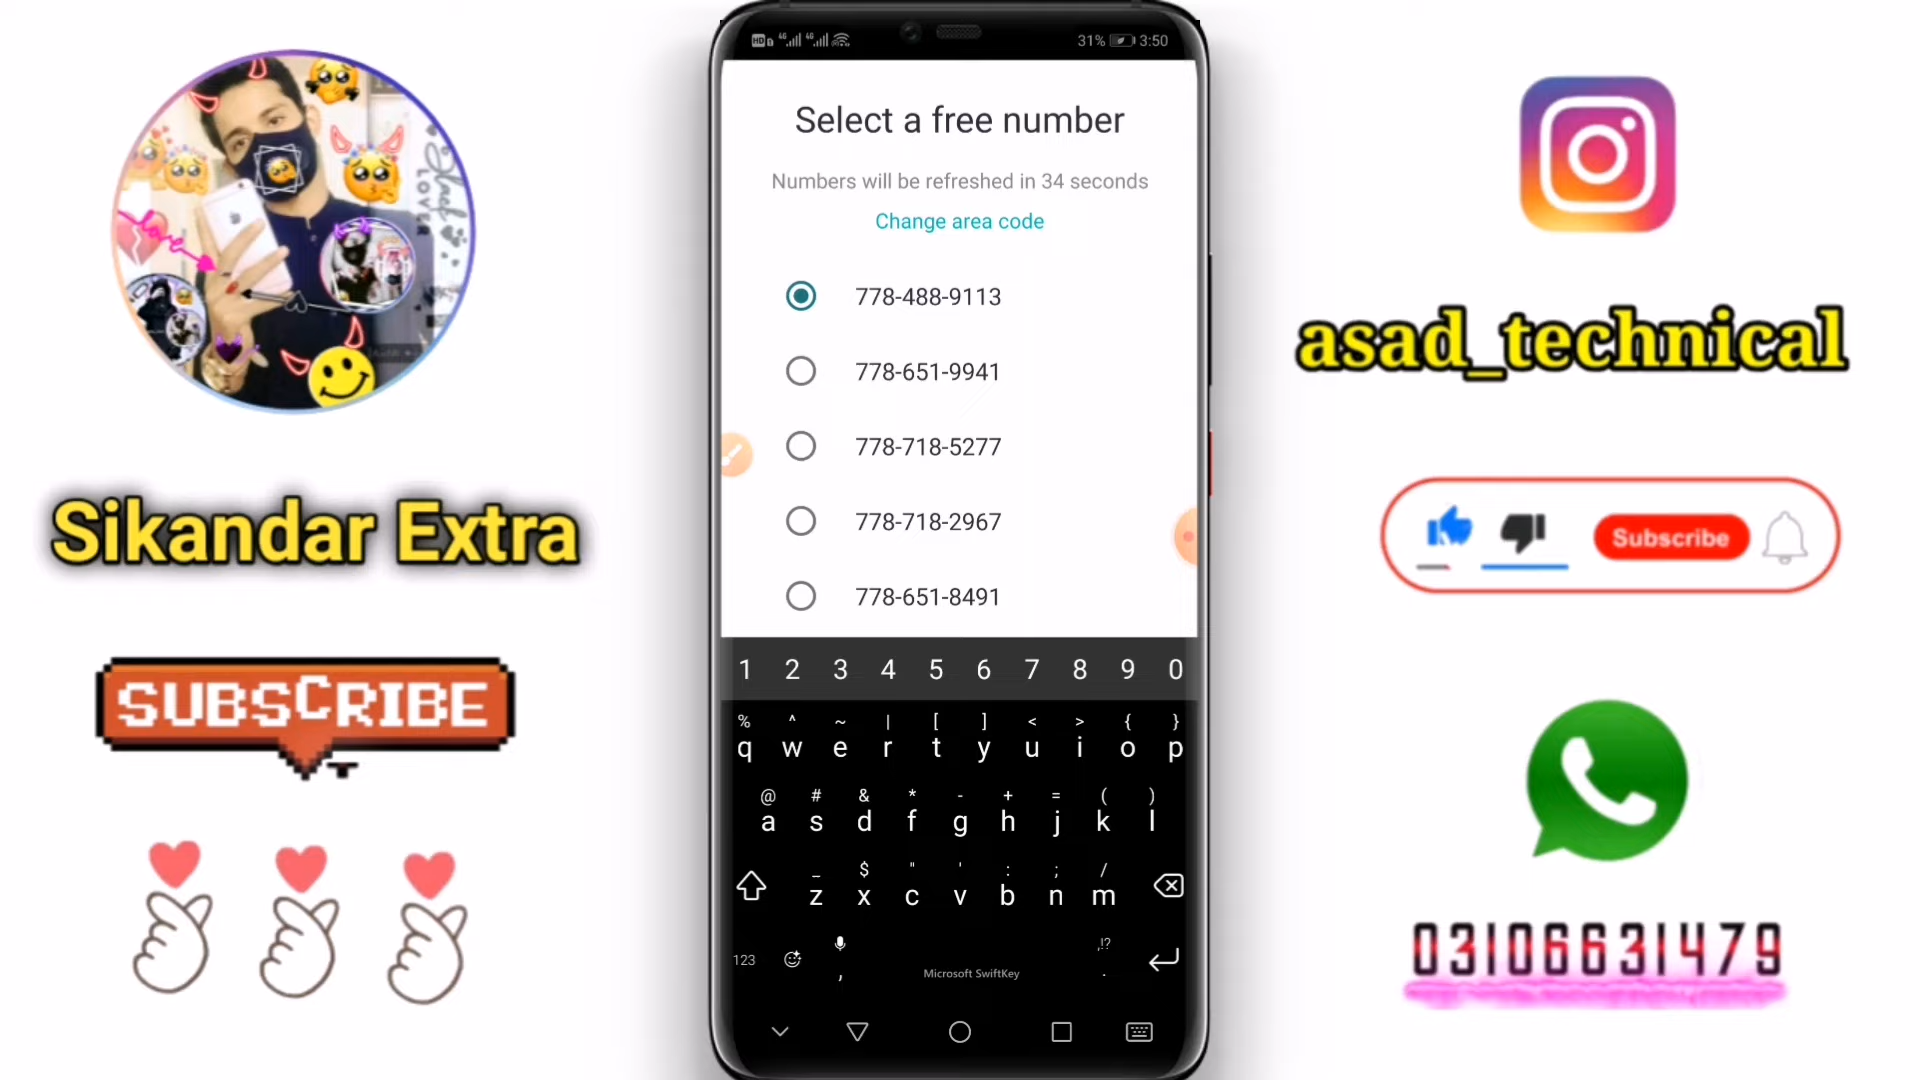 31% 3:50
Select a free number
Numbers will be refreshed in 34 seconds
Change area code
778-488-9113
778-651-9941
778-718-5277
778-718-2967
778-651-8491
1 2 3 4 5 6 7 8 9 0
% ^ ~ | [ ] < > { }
q w e r t y u i o p
@ # & * - + = ( )
a s d f g h j k l
_ $ " ' : ; /
z x c v b n m
,!?
123 , .
Microsoft SwiftKey
LOVER
love
Sikandar Extra
SUBSCRIBE
asad_technical
Subscribe
03106631479